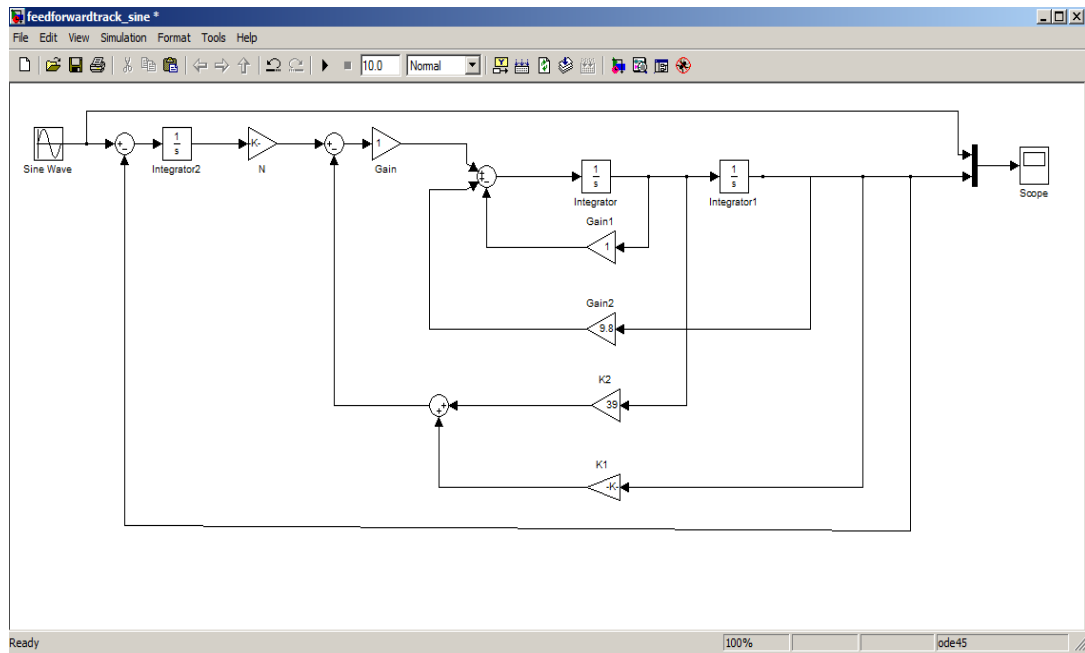 feedforwardtrack_sine *
File Edit View Simulation Format Tools Help
10.0 Normal
Sine Wave
1
s
Integrator2
-K-
N
1
Gain
1
s
Integrator
1
s
Integrator1
Scope
Gain1
1
Gain2
9.8
K2
39
K1
-K-
Ready 100% ode45